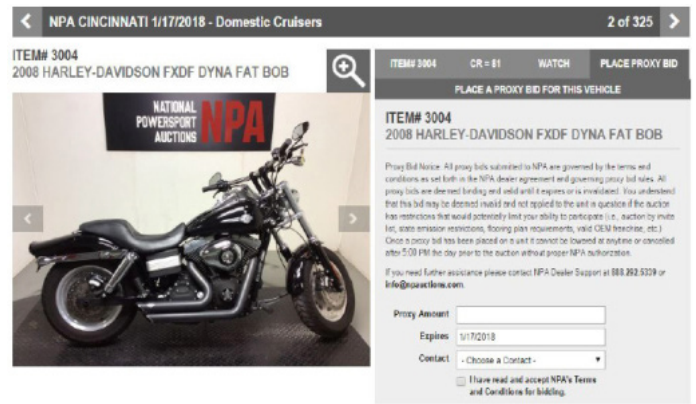 NPA CINCINNATI 1/17/2018 - Domestic Cruisers
2 of 325
ITEM# 3004
2008 HARLEY-DAVIDSON FXDF DYNA FAT BOB
NATIONAL
POWERSPORT
AUCTIONS
NPA
ITEM# 3004
CR = 81
WATCH
PLACE PROXY BID
PLACE A PROXY BID FOR THIS VEHICLE
ITEM# 3004
2008 HARLEY-DAVIDSON FXDF DYNA FAT BOB
Proxy Bid Notice: All proxy bids submitted to NPA are governed by the terms and
conditions as set forth in the NPA dealer agreement and governing proxy bid rules. All
proxy bids are deemed binding and valid until it expires or is invalidated. You understand
that this bid may be deemed invalid and not applied to the unit in question if the auction
has restrictions that would potentially limit your ability to participate (i.e., auction by invite
list, state emission restrictions, flooring plan requirements, valid OEM franchise, etc.)
Once a proxy bid has been placed on a unit it cannot be lowered at anytime or cancelled
after 5:00 PM the day prior to the auction without proper NPA authorization.
If you need further assistance please contact NPA Dealer Support at 888.292.5339 or
info@npauctions.com.
Proxy Amount
Expires 1/17/2018
Contact - Choose a Contact -
I have read and accept NPA's Terms
and Conditions for bidding.